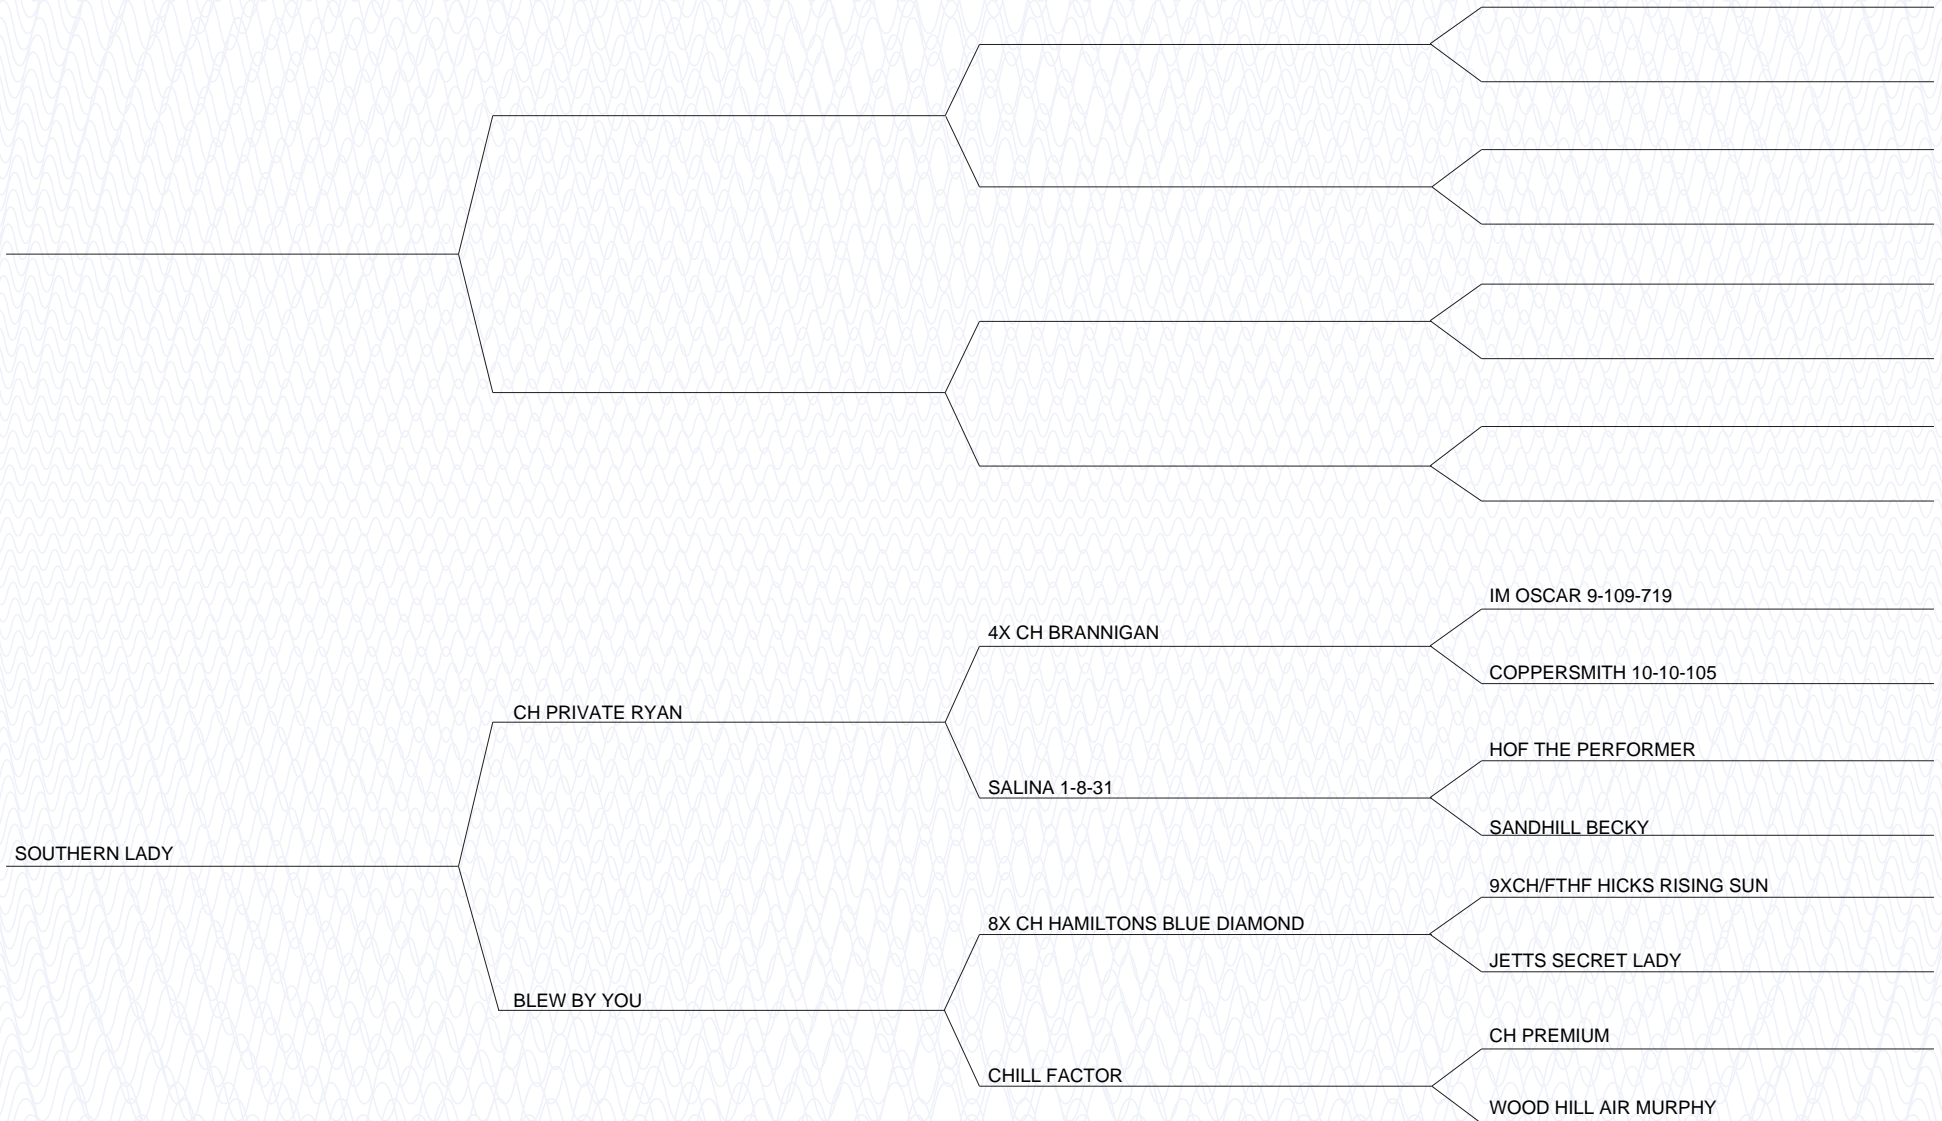 IM OSCAR 9-109-719
4X CH BRANNIGAN
COPPERSMITH 10-10-105
CH PRIVATE RYAN
HOF THE PERFORMER
SALINA 1-8-31
SANDHILL BECKY
SOUTHERN LADY
9XCH/FTHF HICKS RISING SUN
8X CH HAMILTONS BLUE DIAMOND
JETTS SECRET LADY
BLEW BY YOU
CH PREMIUM
CHILL FACTOR
WOOD HILL AIR MURPHY